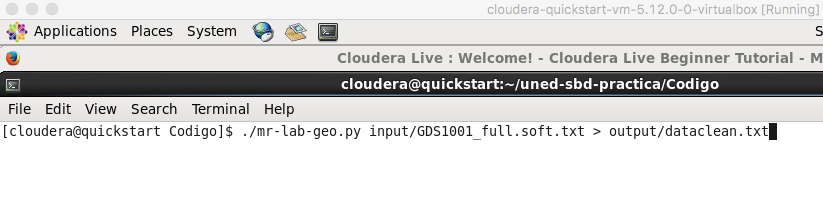 cloudera-quickstart-vm-5.12.0-0-virtualbox [Running]
Applications Places System S
Cloudera Live : Welcome! - Cloudera Live Beginner Tutorial - M
cloudera@quickstart:~/uned-sbd-practica/Codigo
File Edit View Search Terminal Help
[cloudera@quickstart Codigo]$ ./mr-lab-geo.py input/GDS1001_full.soft.txt > output/dataclean.txt